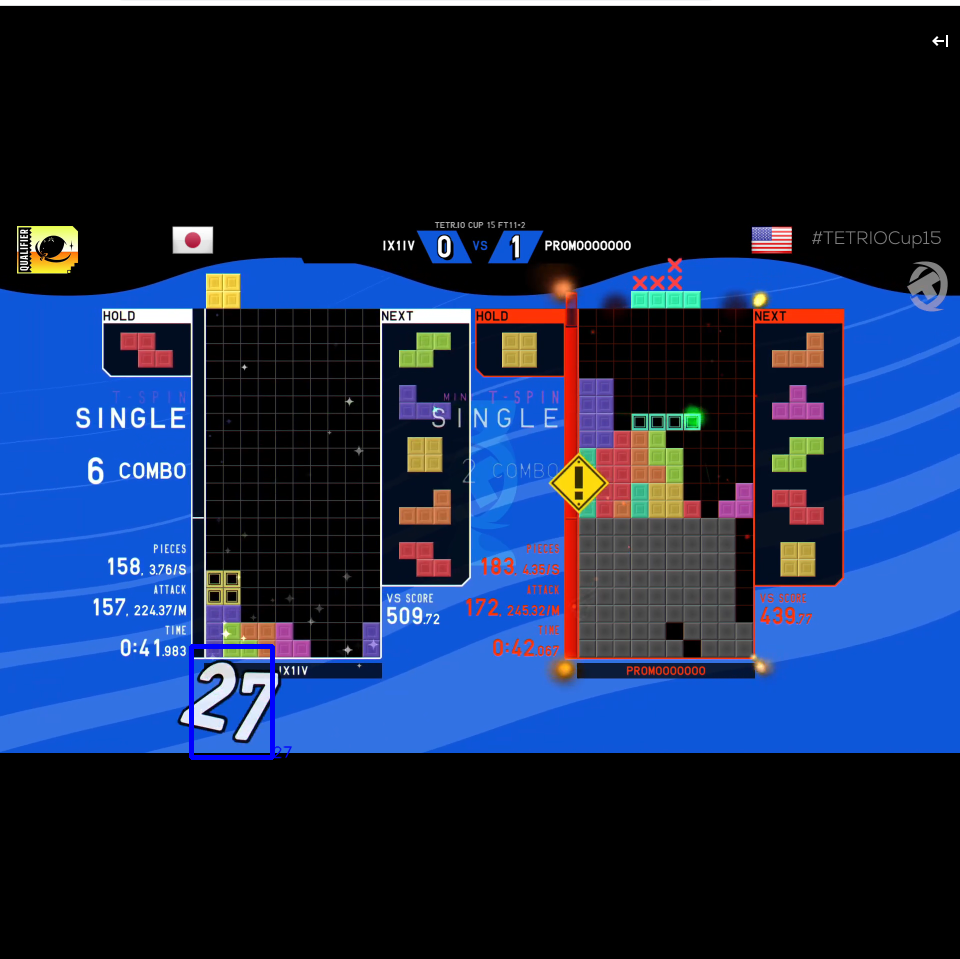 TETR.IO CUP 15 FT11-2
QUALIFIER
IX1IV
0
VS
1
PROMOOOOOOO
#TETRIOCup15
HOLD
NEXT
T-SPIN
SINGLE
6 COMBO
PIECES
158, 3.76/S
ATTACK
157, 224.37/M
TIME
0:41.983
VS SCORE
509.72
IX1IV
27
27
HOLD
NEXT
MINI T-SPIN
SINGLE
2 COMBO
!
PIECES
183, 4.35/S
ATTACK
172, 245.32/M
TIME
0:42.067
VS SCORE
439.77
PROMOOOOOOO